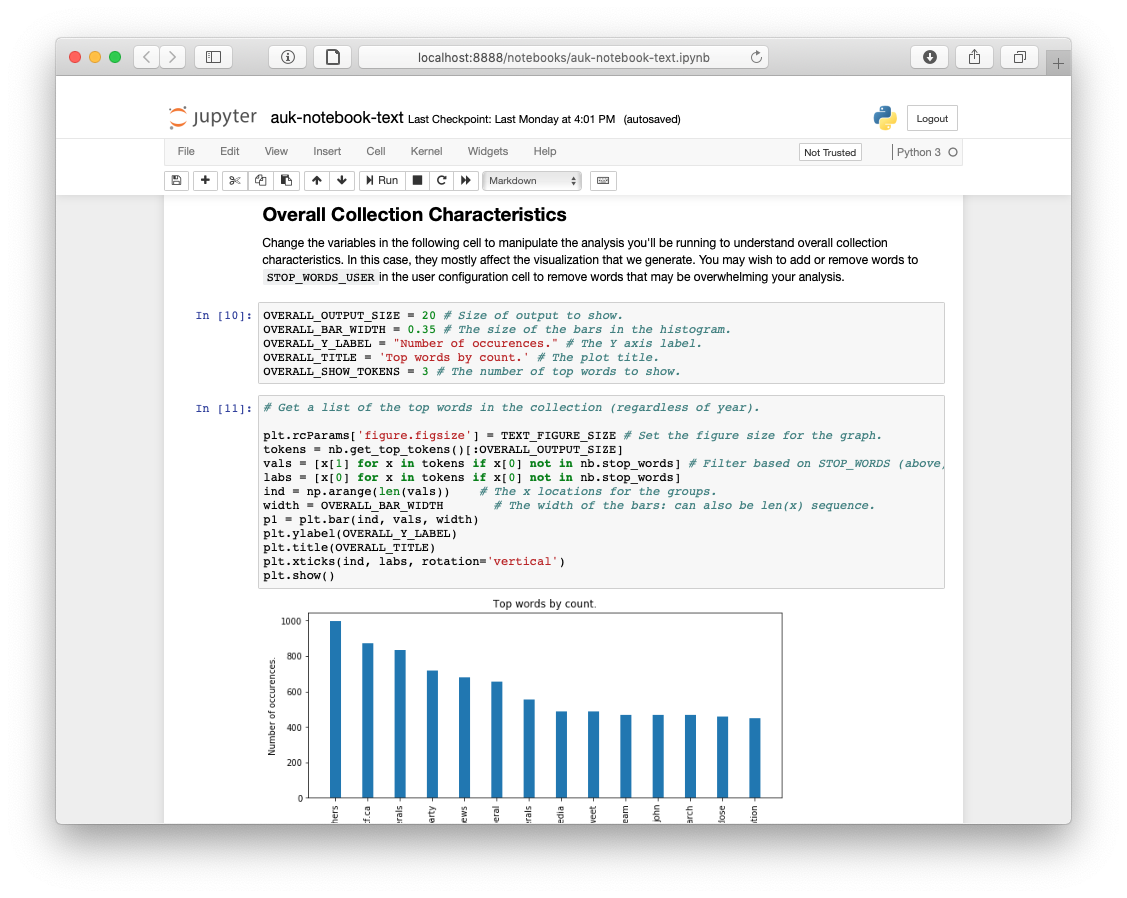 localhost:8888/notebooks/auk-notebook-text.ipynb
jupyter auk-notebook-text Last Checkpoint: Last Monday at 4:01 PM (autosaved)
Logout
File Edit View Insert Cell Kernel Widgets Help
Not Trusted
Python 3
Run
Markdown
Overall Collection Characteristics
Change the variables in the following cell to manipulate the analysis you'll be running to understand overall collection
characteristics. In this case, they mostly affect the visualization that we generate. You may wish to add or remove words to
STOP_WORDS_USER in the user configuration cell to remove words that may be overwhelming your analysis.
In [10]:
OVERALL_OUTPUT_SIZE = 20 # Size of output to show.
OVERALL_BAR_WIDTH = 0.35 # The size of the bars in the histogram.
OVERALL_Y_LABEL = "Number of occurences." # The Y axis label.
OVERALL_TITLE = 'Top words by count.' # The plot title.
OVERALL_SHOW_TOKENS = 3 # The number of top words to show.
In [11]:
# Get a list of the top words in the collection (regardless of year).
plt.rcParams['figure.figsize'] = TEXT_FIGURE_SIZE # Set the figure size for the graph.
tokens = nb.get_top_tokens()[:OVERALL_OUTPUT_SIZE]
vals = [x[1] for x in tokens if x[0] not in nb.stop_words] # Filter based on STOP_WORDS (above)
labs = [x[0] for x in tokens if x[0] not in nb.stop_words]
ind = np.arange(len(vals)) # The x locations for the groups.
width = OVERALL_BAR_WIDTH # The width of the bars: can also be len(x) sequence.
p1 = plt.bar(ind, vals, width)
plt.ylabel(OVERALL_Y_LABEL)
plt.title(OVERALL_TITLE)
plt.xticks(ind, labs, rotation='vertical')
plt.show()
Top words by count.
Number of occurences.
1000
800
600
400
200
0
john